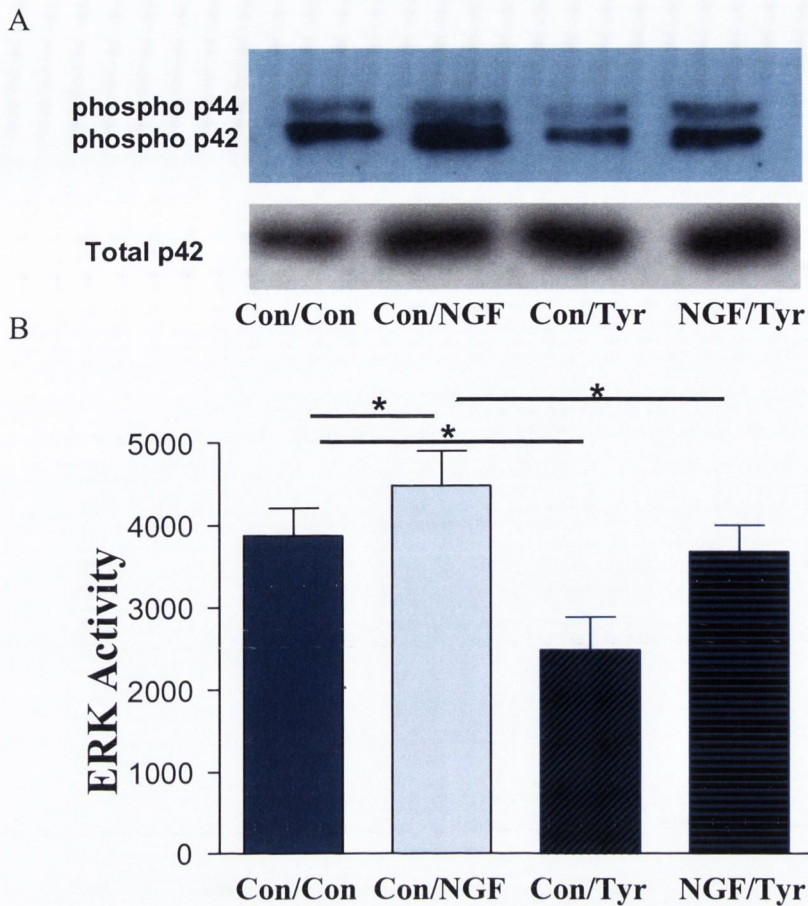 A
phospho p44
phospho p42
Total p42
Con/Con Con/NGF Con/Tyr NGF/Tyr
B
*
*
*
5000
4000
3000
2000
1000
0
ERK Activity
Con/Con Con/NGF Con/Tyr NGF/Tyr